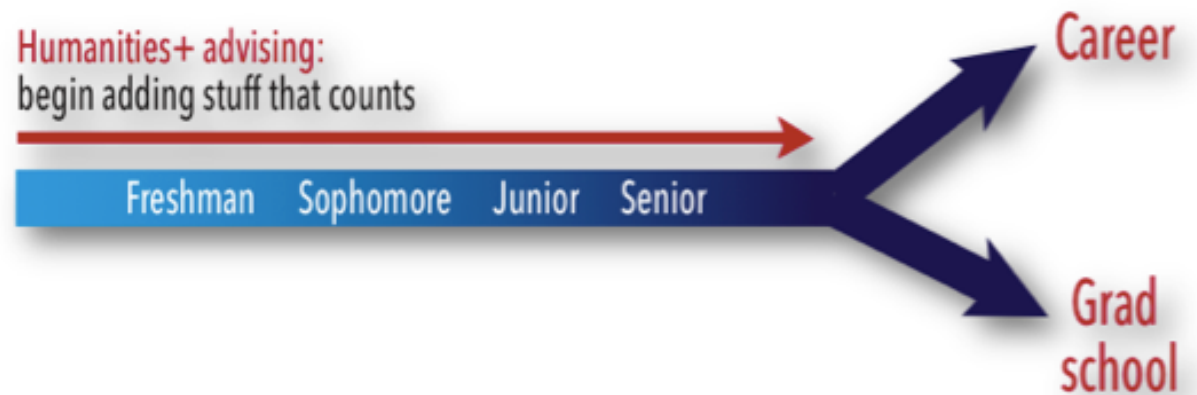 Humanities+ advising:
begin adding stuff that counts
Freshman Sophomore Junior Senior
Career
Grad
school